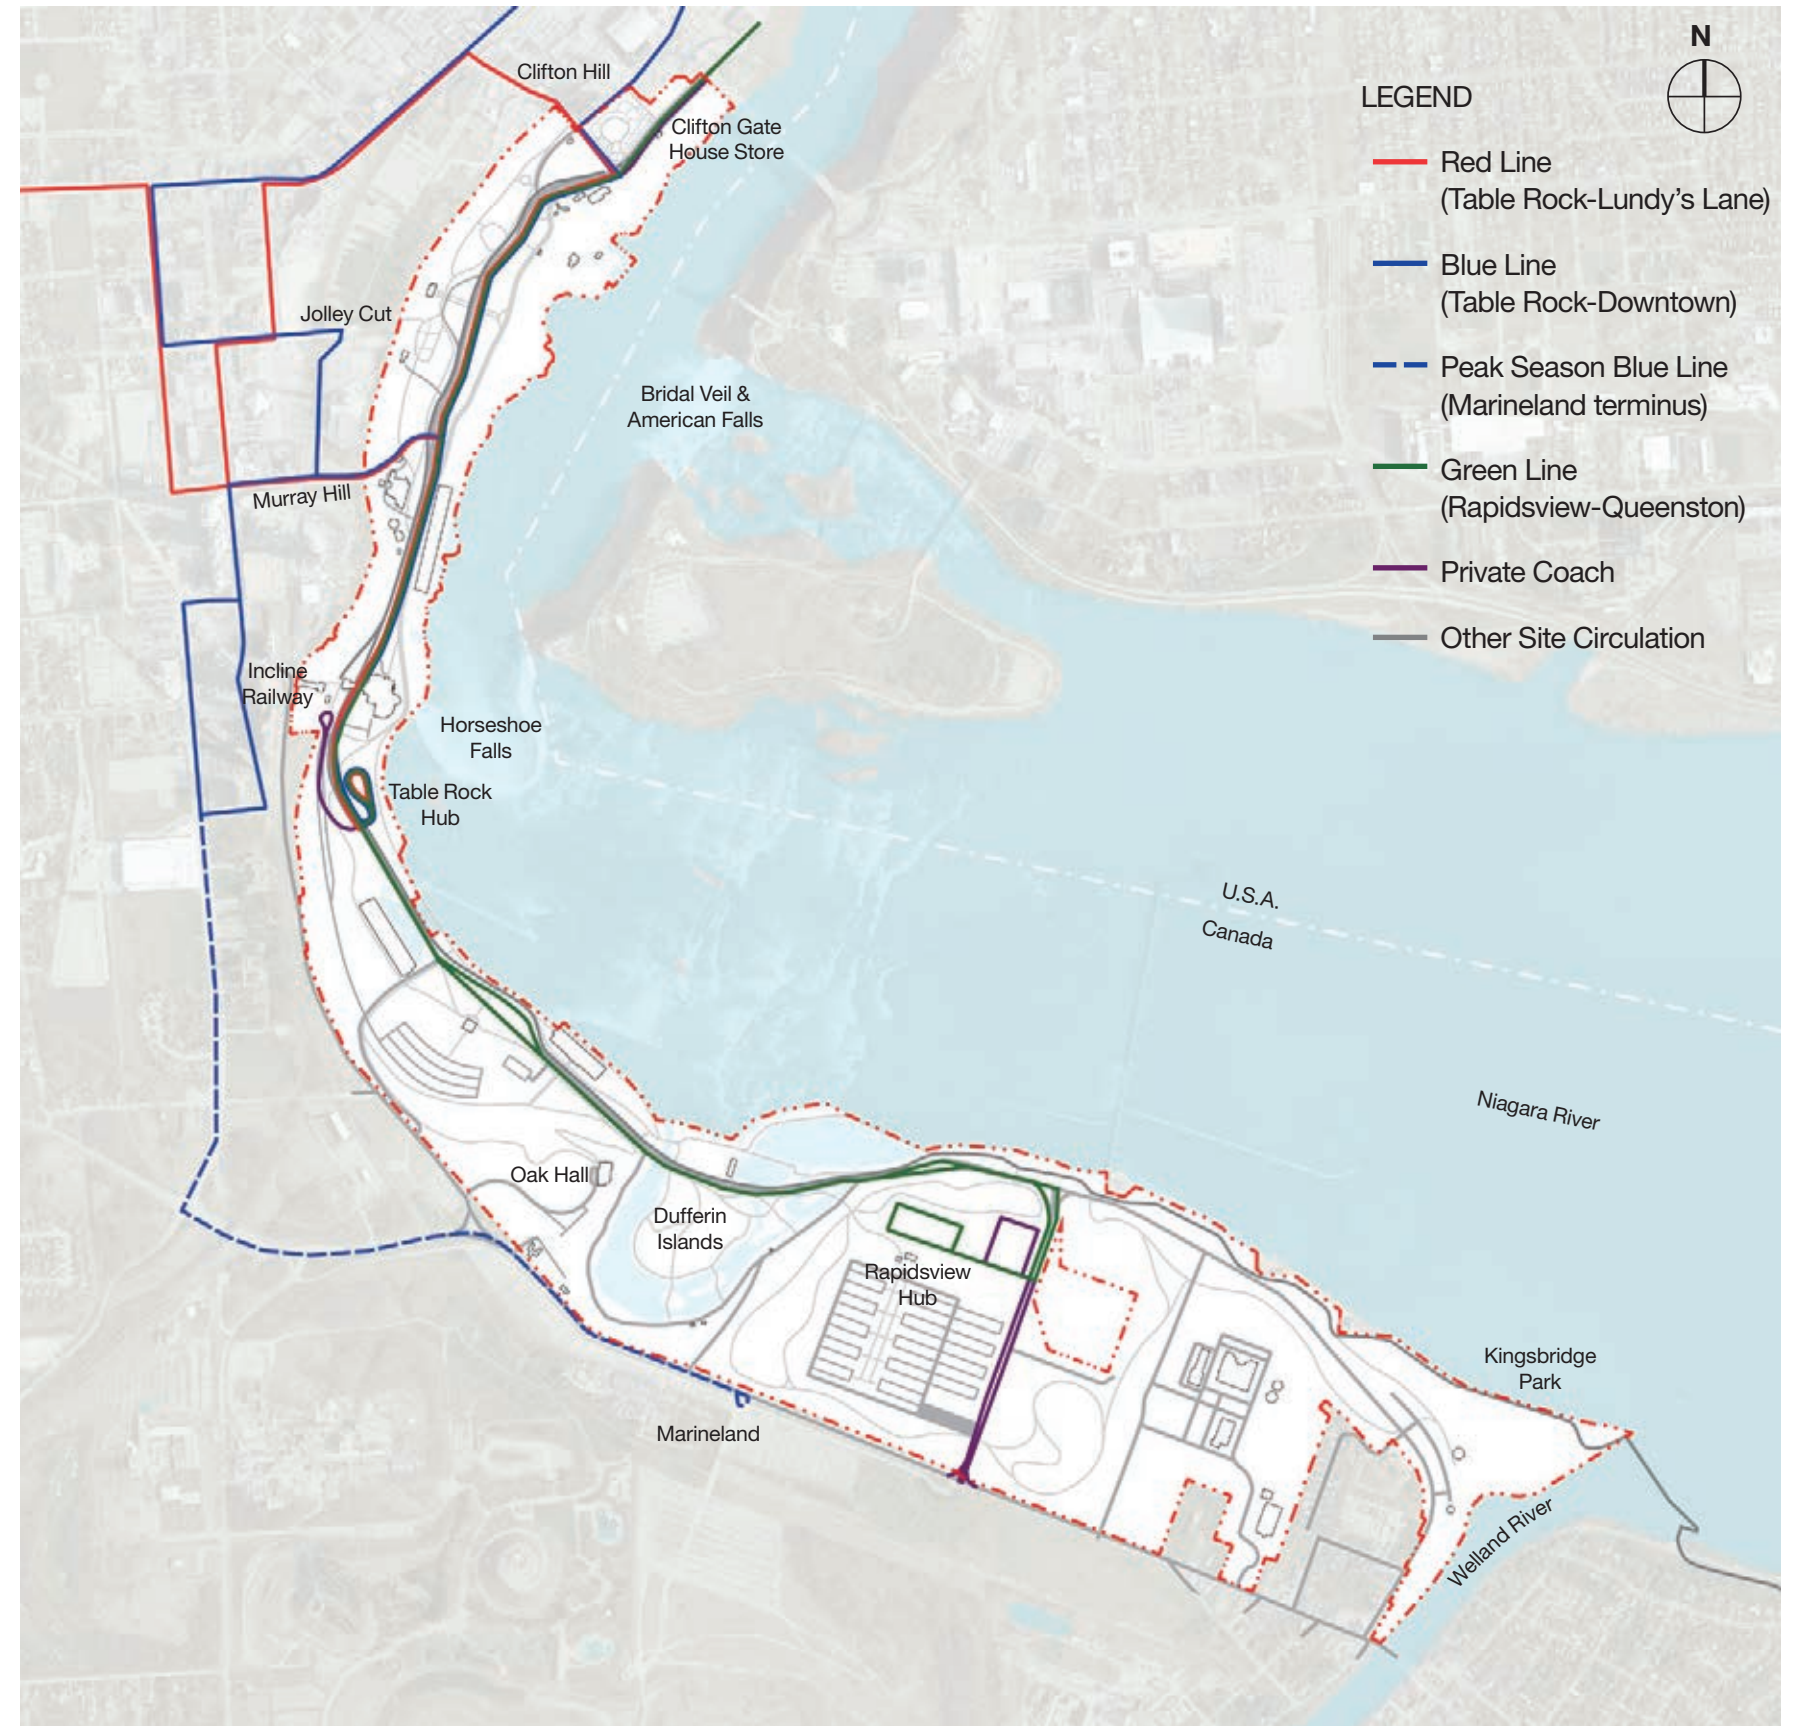 N
LEGEND
Red Line
(Table Rock-Lundy's Lane)
Blue Line
(Table Rock-Downtown)
Peak Season Blue Line
(Marineland terminus)
Green Line
(Rapidsview-Queenston)
Private Coach
Other Site Circulation
Clifton Hill
Clifton Gate
House Store
Jolley Cut
Bridal Veil &
American Falls
Murray Hill
Incline
Railway
Horseshoe
Falls
Table Rock
Hub
U.S.A.
Canada
Niagara River
Oak Hall
Dufferin
Islands
Rapidsview
Hub
Kingsbridge
Park
Marineland
Welland River